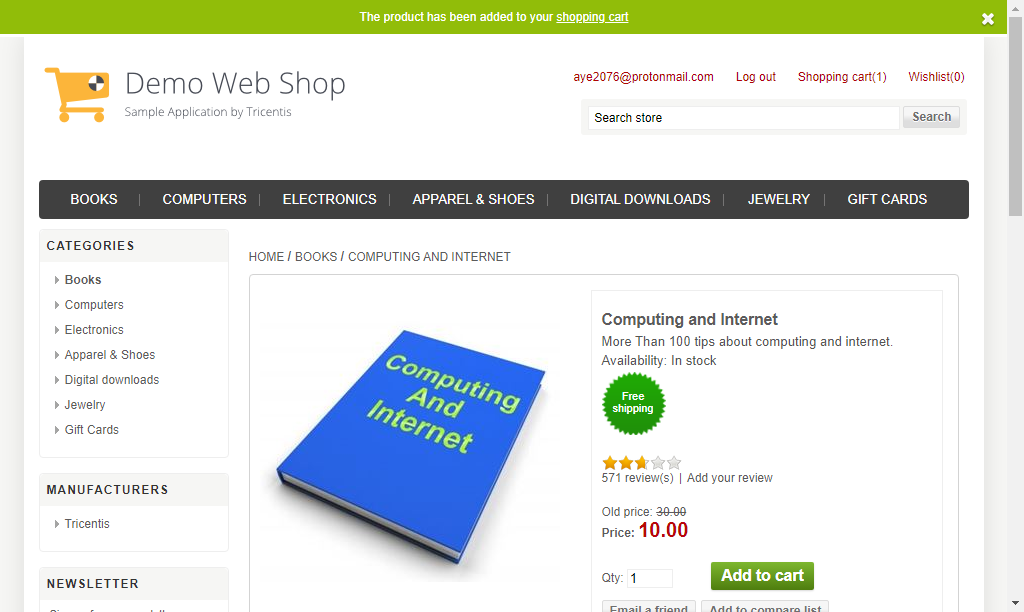 The product has been added to your shopping cart
Demo Web Shop
Sample Application by Tricentis
aye2076@protonmail.com Log out Shopping cart(1) Wishlist(0)
Search store Search
BOOKS COMPUTERS ELECTRONICS APPAREL & SHOES DIGITAL DOWNLOADS JEWELRY GIFT CARDS
CATEGORIES
Books
Computers
Electronics
Apparel & Shoes
Digital downloads
Jewelry
Gift Cards
MANUFACTURERS
Tricentis
NEWSLETTER
HOME / BOOKS / COMPUTING AND INTERNET
Computing
And
Internet
Computing and Internet
More Than 100 tips about computing and internet.
Availability: In stock
Free
shipping
571 review(s) | Add your review
Old price: 30.00
Price: 10.00
Qty: 1 Add to cart
Email a friend Add to compare list